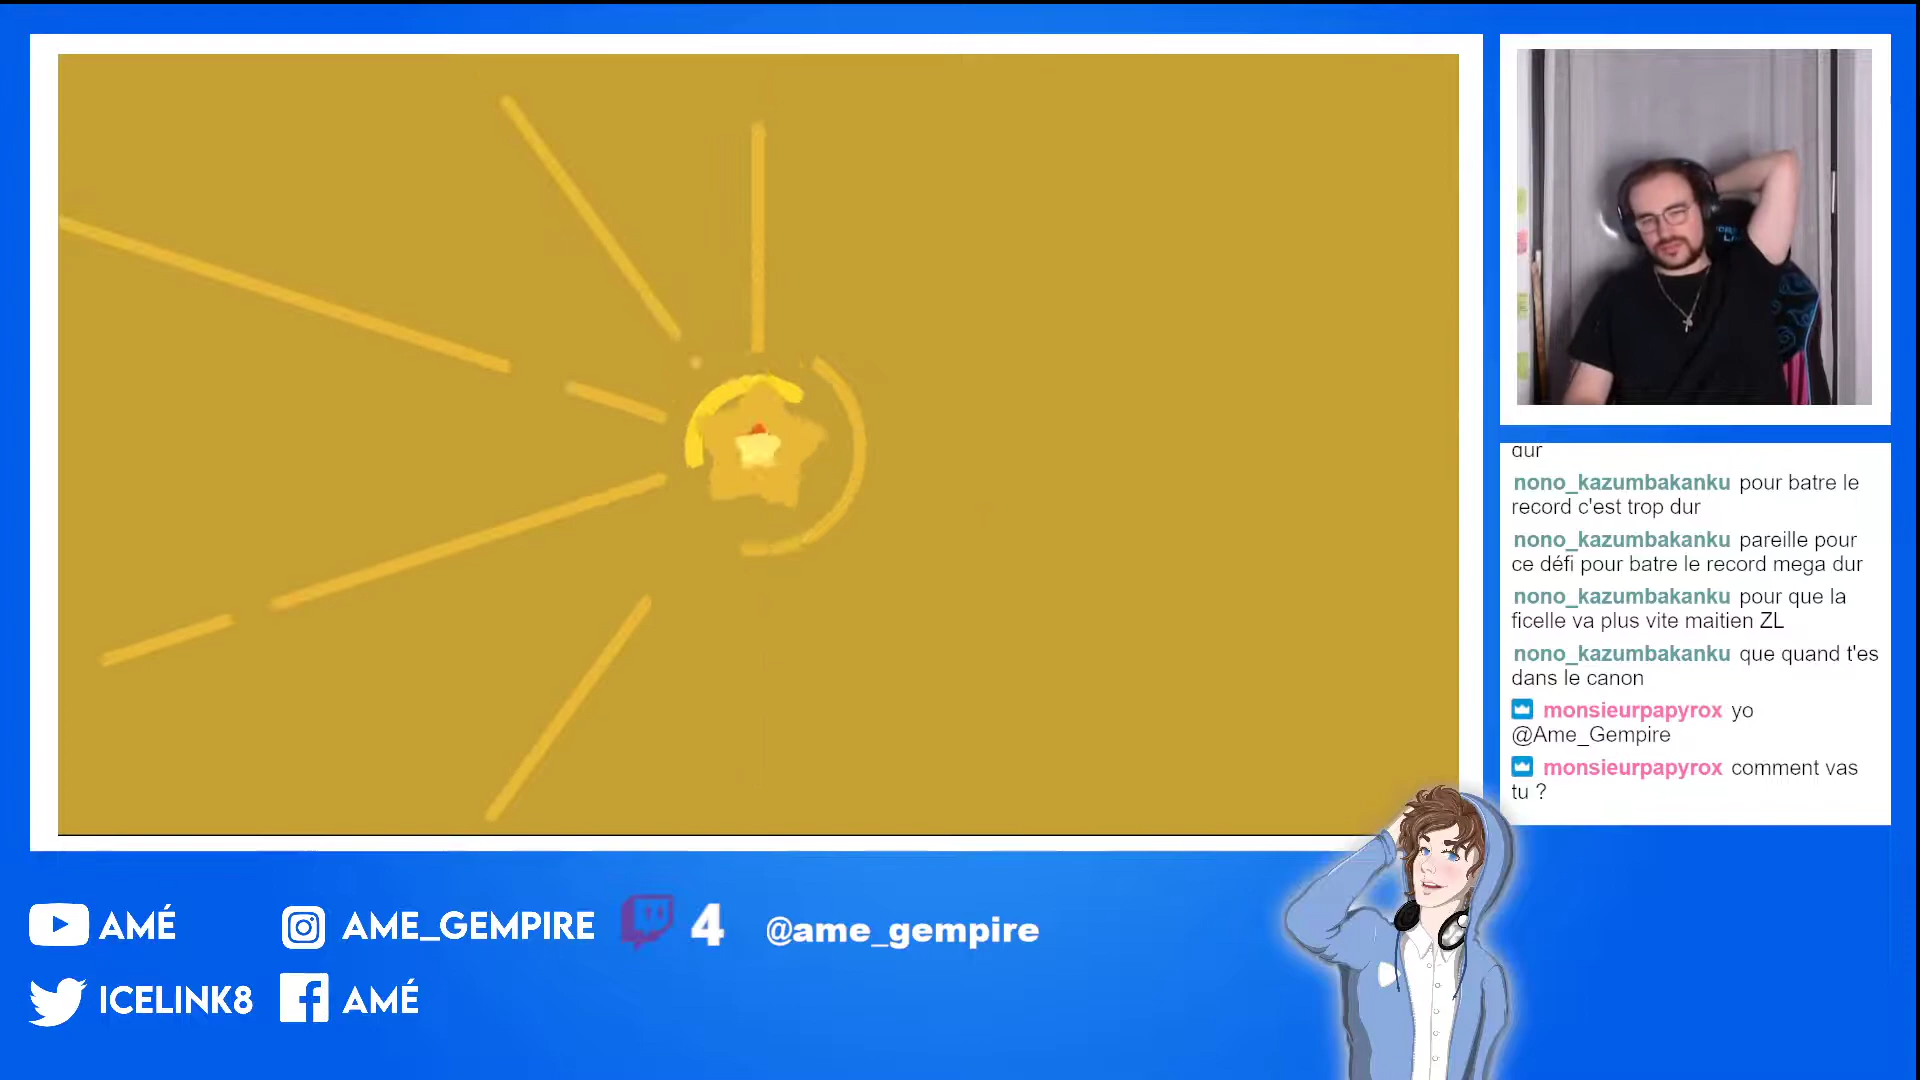 dur
nono_kazumbakanku pour batre le
record c'est trop dur
nono_kazumbakanku pareille pour
ce défi pour batre le record mega dur
nono_kazumbakanku pour que la
ficelle va plus vite maitien ZL
nono_kazumbakanku que quand t'es
dans le canon
monsieurpapyrox yo
@Ame_Gempire
monsieurpapyrox comment vas
tu ?
AMÉ
AME_GEMPIRE
4
@ame_gempire
ICELINK8
AMÉ